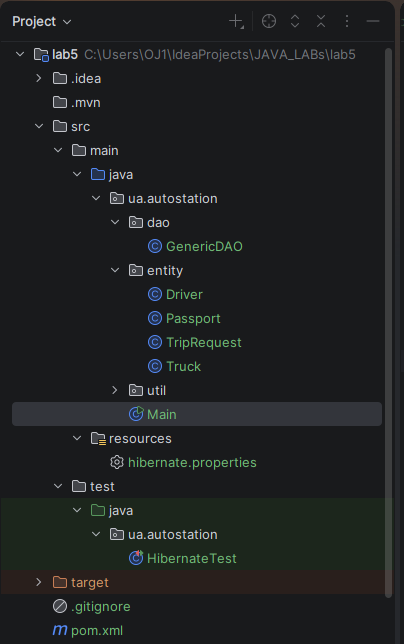 Project
lab5 C:\Users\OJ1\IdeaProjects\JAVA_LABs\lab5
.idea
.mvn
src
main
java
ua.autostation
dao
GenericDAO
entity
Driver
Passport
TripRequest
Truck
util
Main
resources
hibernate.properties
test
java
ua.autostation
HibernateTest
target
.gitignore
pom.xml